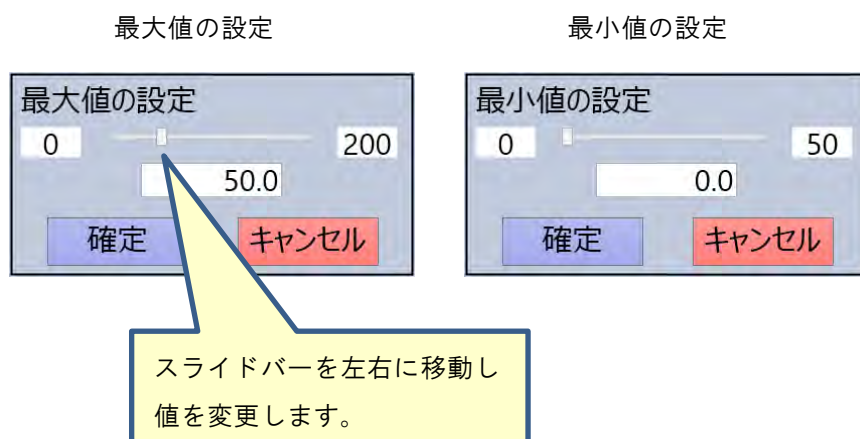 最大値の設定
最小値の設定
最大値の設定
0
200
50.0
確定
キャンセル
最小値の設定
0
50
0.0
確定
キャンセル
スライドバーを左右に移動し
値を変更します。